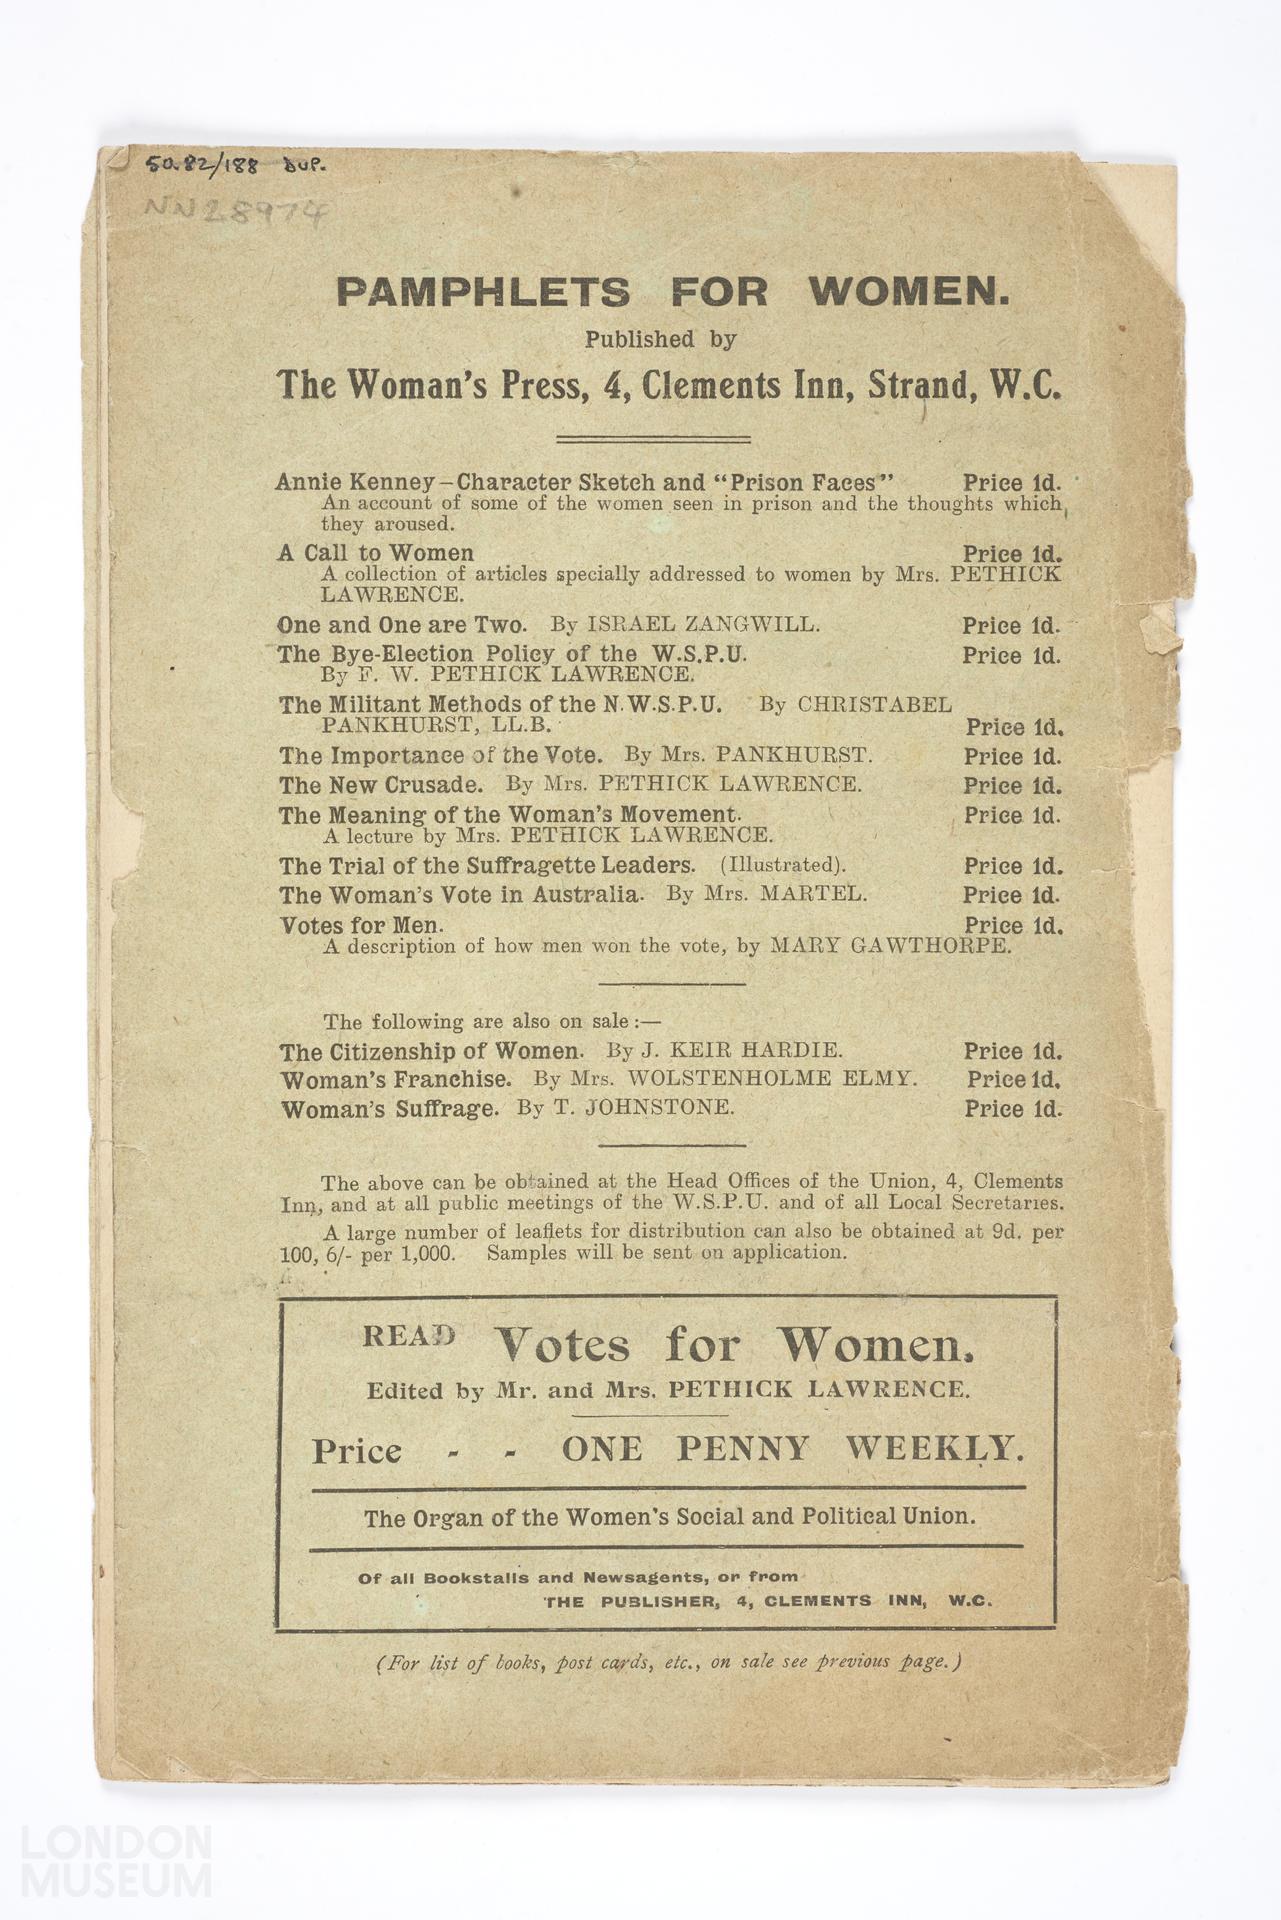 50.82/188 DUP.
NN28974
PAMPHLETS FOR WOMEN.
Published by
The Woman's Press, 4, Clements Inn, Strand, W.C.
Annie Kenney–Character Sketch and "Prison Faces" Price 1d.
An account of some of the women seen in prison and the thoughts which
they aroused.
A Call to Women Price 1d.
A collection of articles specially addressed to women by Mrs. PETHICK
LAWRENCE.
One and One are Two. By ISRAEL ZANGWILL. Price 1d.
The Bye-Election Policy of the W.S.P.U. Price 1d.
By F. W. PETHICK LAWRENCE.
The Militant Methods of the N.W.S.P.U. By CHRISTABEL
PANKHURST, LL.B. Price 1d.
The Importance of the Vote. By Mrs. PANKHURST. Price 1d.
The New Crusade. By Mrs. PETHICK LAWRENCE. Price 1d.
The Meaning of the Woman's Movement. Price 1d.
A lecture by Mrs. PETHICK LAWRENCE.
The Trial of the Suffragette Leaders. (Illustrated). Price 1d.
The Woman's Vote in Australia. By Mrs. MARTEL. Price 1d.
Votes for Men. Price 1d.
A description of how men won the vote, by MARY GAWTHORPE.
The following are also on sale :—
The Citizenship of Women. By J. KEIR HARDIE. Price 1d.
Woman's Franchise. By Mrs. WOLSTENHOLME ELMY. Price 1d.
Woman's Suffrage. By T. JOHNSTONE. Price 1d.
The above can be obtained at the Head Offices of the Union, 4, Clements
Inn, and at all public meetings of the W.S.P.U. and of all Local Secretaries.
A large number of leaflets for distribution can also be obtained at 9d. per
100, 6/- per 1,000. Samples will be sent on application.
READ Votes for Women.
Edited by Mr. and Mrs. PETHICK LAWRENCE.
Price - - ONE PENNY WEEKLY.
The Organ of the Women's Social and Political Union.
Of all Bookstalls and Newsagents, or from
THE PUBLISHER, 4, CLEMENTS INN, W.C.
(For list of books, post cards, etc., on sale see previous page.)
LONDON
MUSEUM